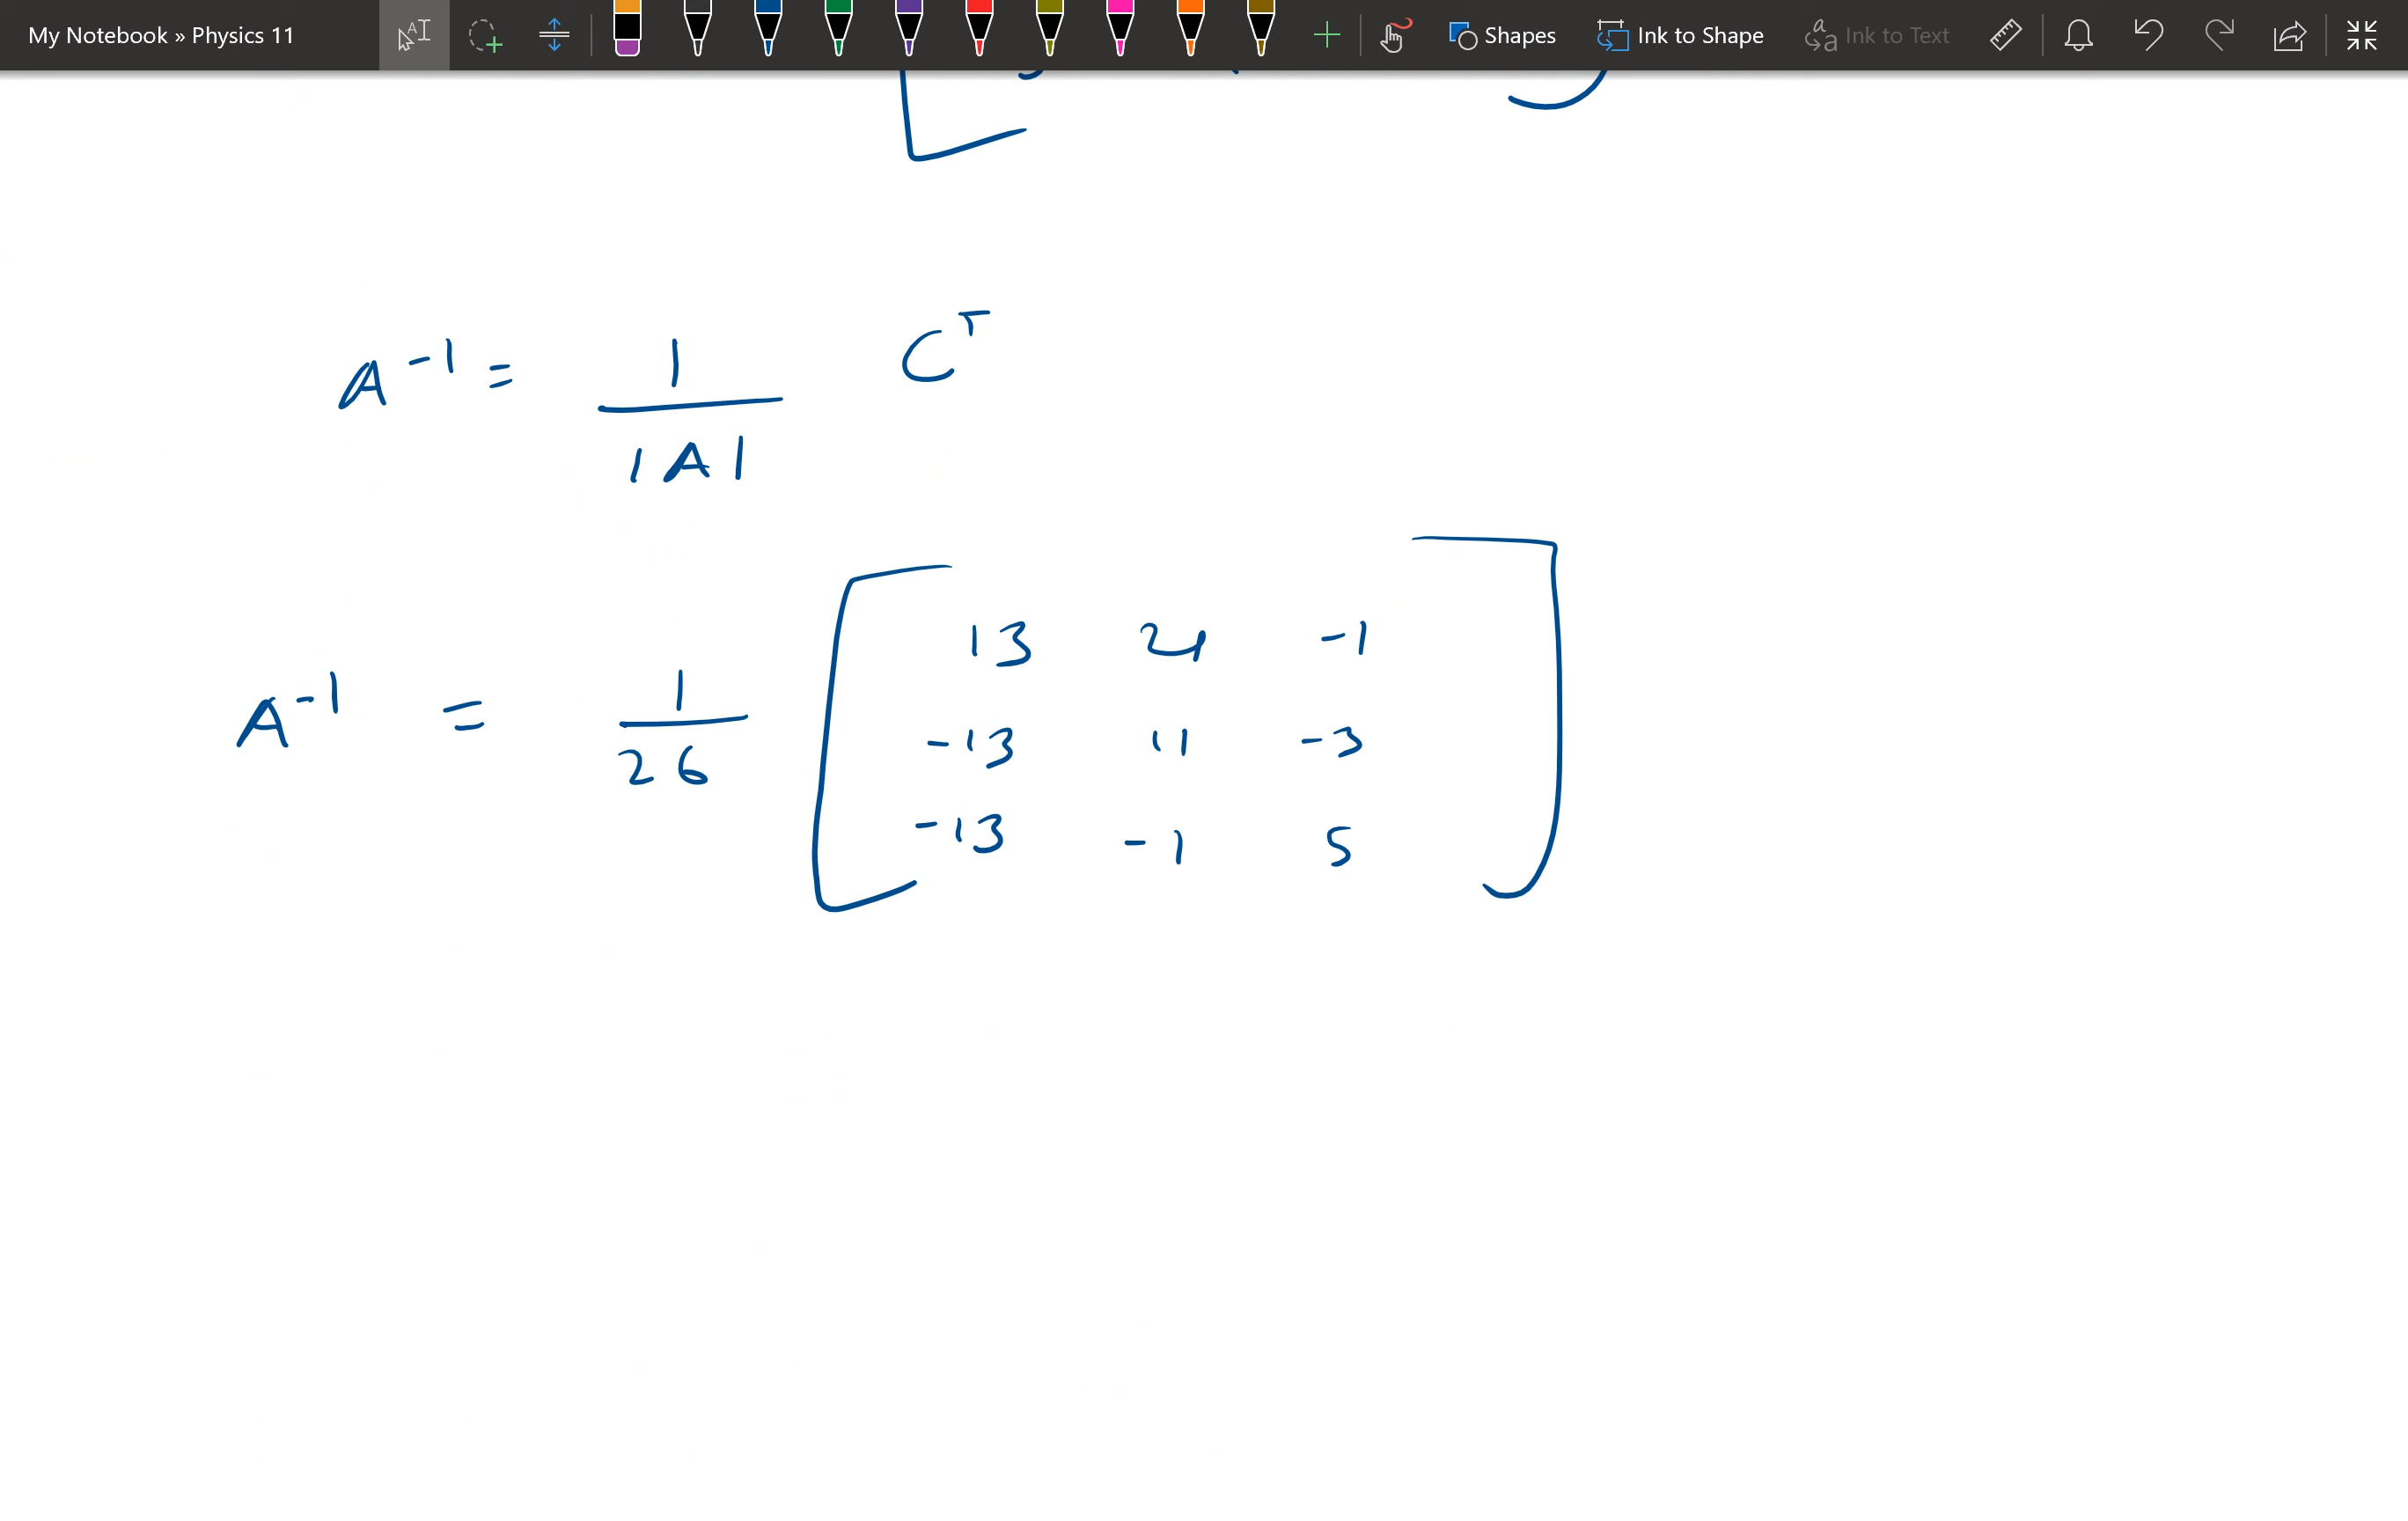 My Notebook » Physics 11 Shapes Ink to Shape Ink to Text
A⁻¹ = 1
|A|
Cᵀ
A⁻¹ = 1
26
13 24 -1
-13 11 -3
-13 -1 5